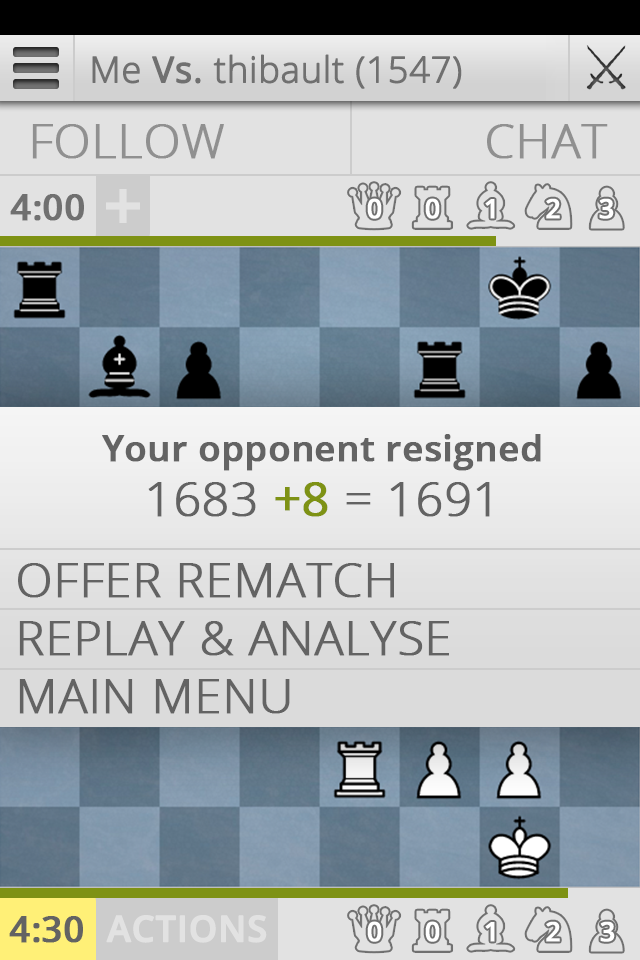 Me Vs. thibault (1547)
FOLLOW CHAT
4:00 + 0 0 1 2 3
Your opponent resigned
1683 +8 = 1691
OFFER REMATCH
REPLAY & ANALYSE
MAIN MENU
4:30 ACTIONS 0 0 1 2 3